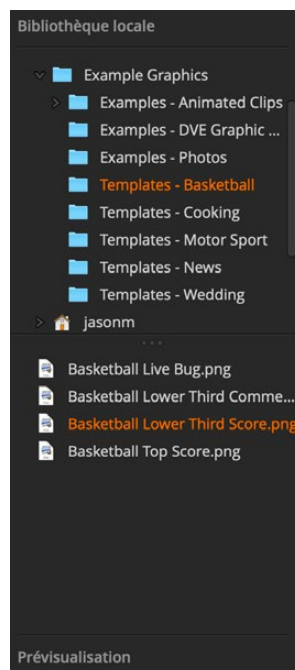 Bibliothèque locale
Example Graphics
Examples - Animated Clips
Examples - DVE Graphic ...
Examples - Photos
Templates - Basketball
Templates - Cooking
Templates - Motor Sport
Templates - News
Templates - Wedding
jasonm
Basketball Live Bug.png
Basketball Lower Third Comme...
Basketball Lower Third Score.png
Basketball Top Score.png
Prévisualisation